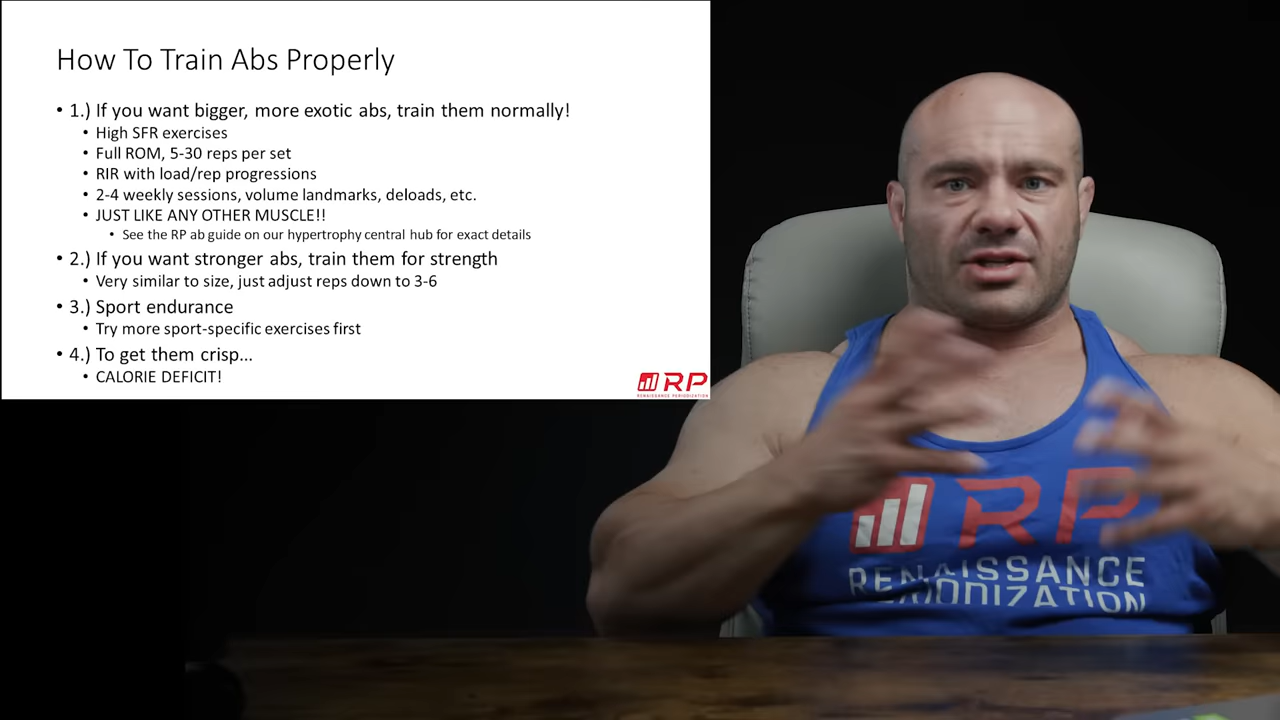 How To Train Abs Properly
• 1.) If you want bigger, more exotic abs, train them normally!
• High SFR exercises
• Full ROM, 5-30 reps per set
• RIR with load/rep progressions
• 2-4 weekly sessions, volume landmarks, deloads, etc.
• JUST LIKE ANY OTHER MUSCLE!!
• See the RP ab guide on our hypertrophy central hub for exact details
• 2.) If you want stronger abs, train them for strength
• Very similar to size, just adjust reps down to 3-6
• 3.) Sport endurance
• Try more sport-specific exercises first
• 4.) To get them crisp…
• CALORIE DEFICIT!
RP
RENAISSANCE PERIODIZATION
RP
RENAISSANCE
PERIODIZATION